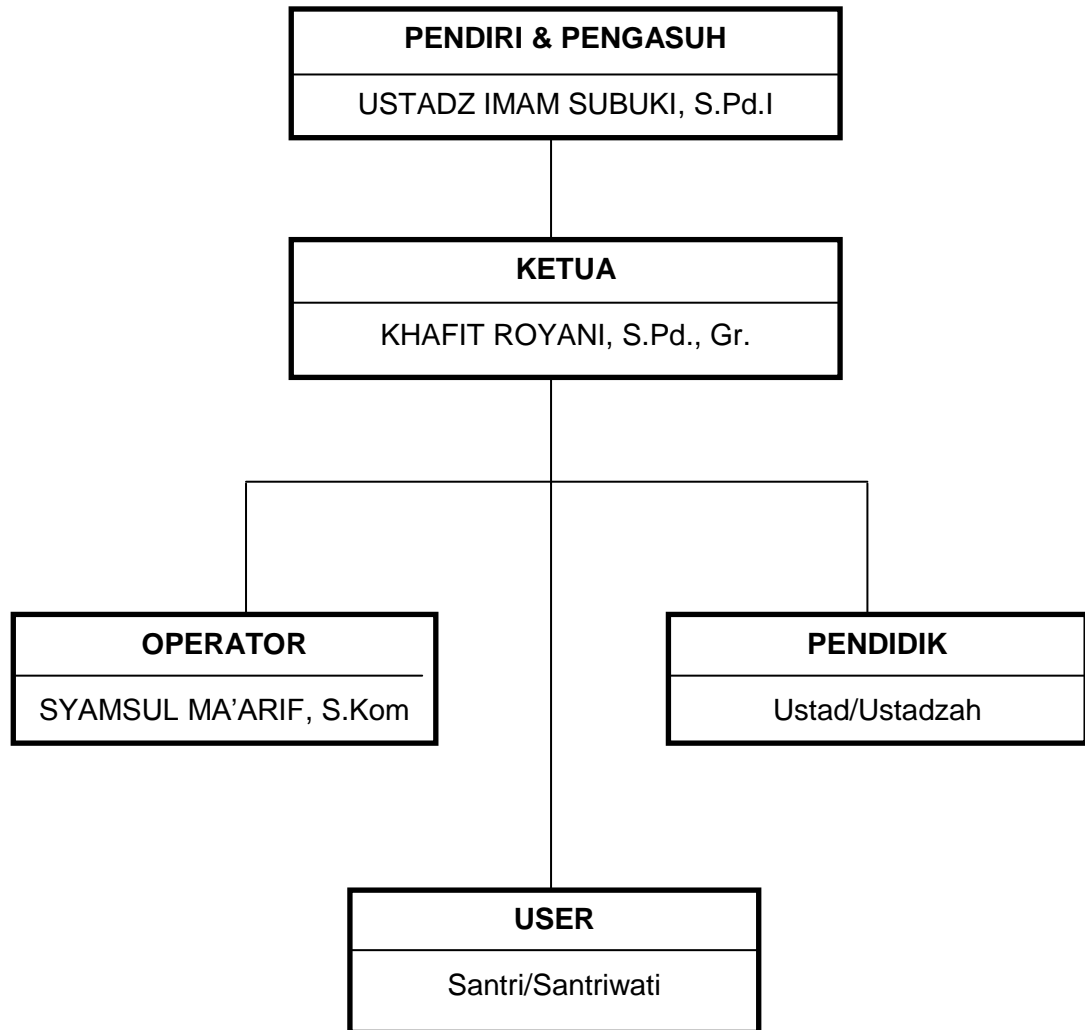 PENDIRI & PENGASUH
USTADZ IMAM SUBUKI, S.Pd.I
KETUA
KHAFIT ROYANI, S.Pd., Gr.
OPERATOR
SYAMSUL MA’ARIF, S.Kom
PENDIDIK
Ustad/Ustadzah
USER
Santri/Santriwati